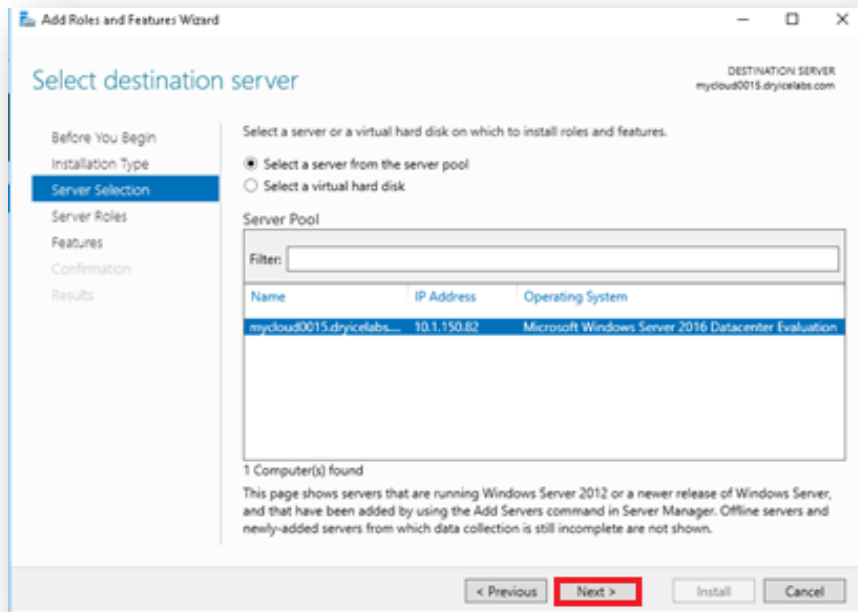 Add Roles and Features Wizard
Select destination server
DESTINATION SERVER
mycloud0015.dryicelabs.com
Before You Begin
Installation Type
Server Selection
Server Roles
Features
Confirmation
Results
Select a server or a virtual hard disk on which to install roles and features.
Select a server from the server pool
Select a virtual hard disk
Server Pool
Filter:
Name IP Address Operating System
mycloud0015.dryicelabs.... 10.1.150.82 Microsoft Windows Server 2016 Datacenter Evaluation
1 Computer(s) found
This page shows servers that are running Windows Server 2012 or a newer release of Windows Server,
and that have been added by using the Add Servers command in Server Manager. Offline servers and
newly-added servers from which data collection is still incomplete are not shown.
< Previous Next > Install Cancel